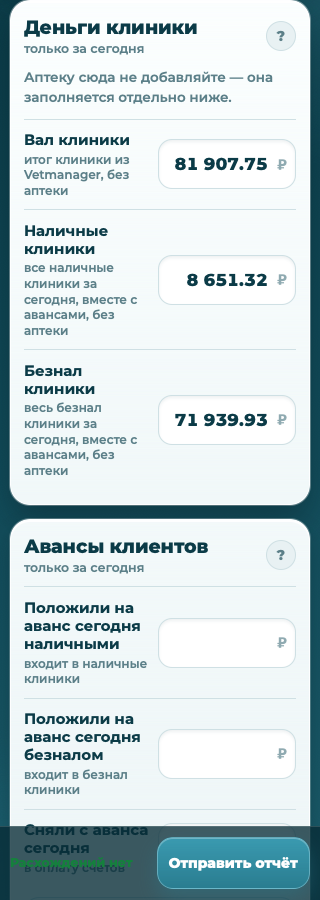 Деньги клиники
?
только за сегодня
Аптеку сюда не добавляйте — она
заполняется отдельно ниже.
Вал клиники
итог клиники из
Vetmanager, без
аптеки
81 907.75 ₽
Наличные
клиники
все наличные
клиники за
сегодня, вместе с
авансами, без
аптеки
8 651.32 ₽
Безнал
клиники
весь безнал
клиники за
сегодня, вместе с
авансами, без
аптеки
71 939.93 ₽
Авансы клиентов
?
только за сегодня
Положили на
аванс сегодня
наличными
входит в наличные
клиники
₽
Положили на
аванс сегодня
безналом
входит в безнал
клиники
₽
Сняли с аванса
сегодня
Расхождений нет
в оплату счетов
Отправить отчёт